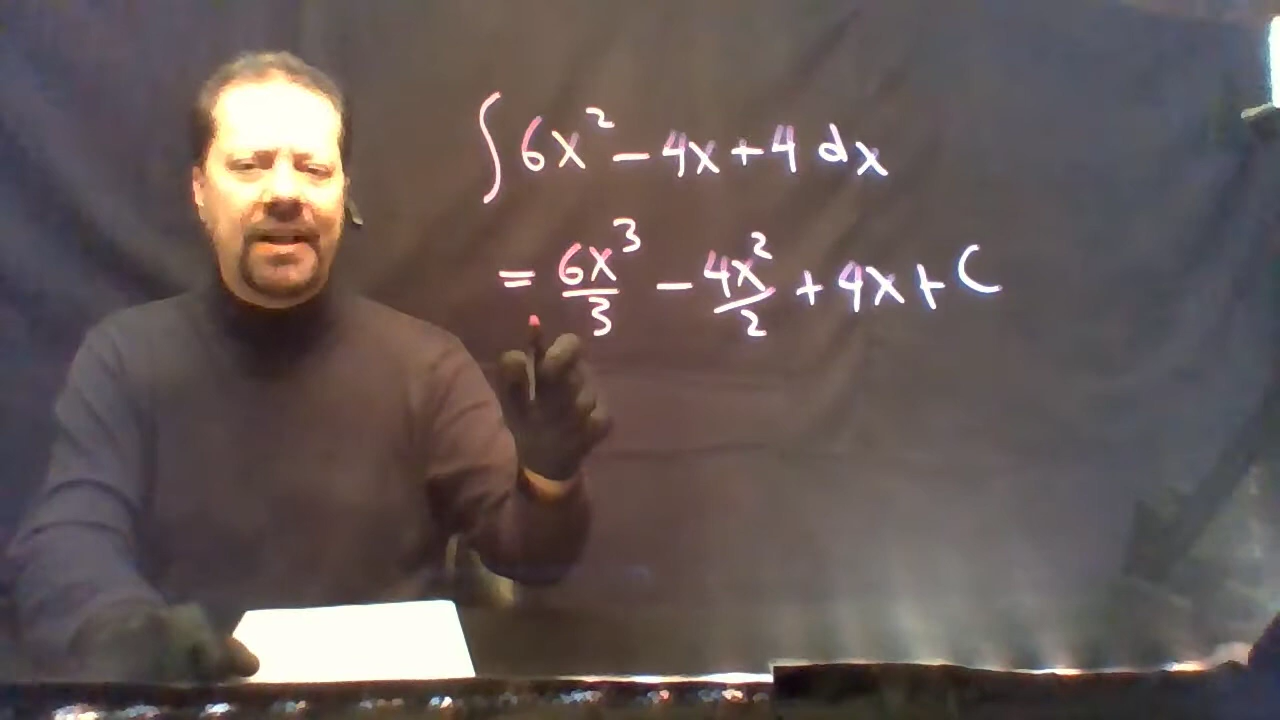 ∫ 6x² - 4x + 4 dx
= 6x³/3 - 4x²/2 + 4x + C